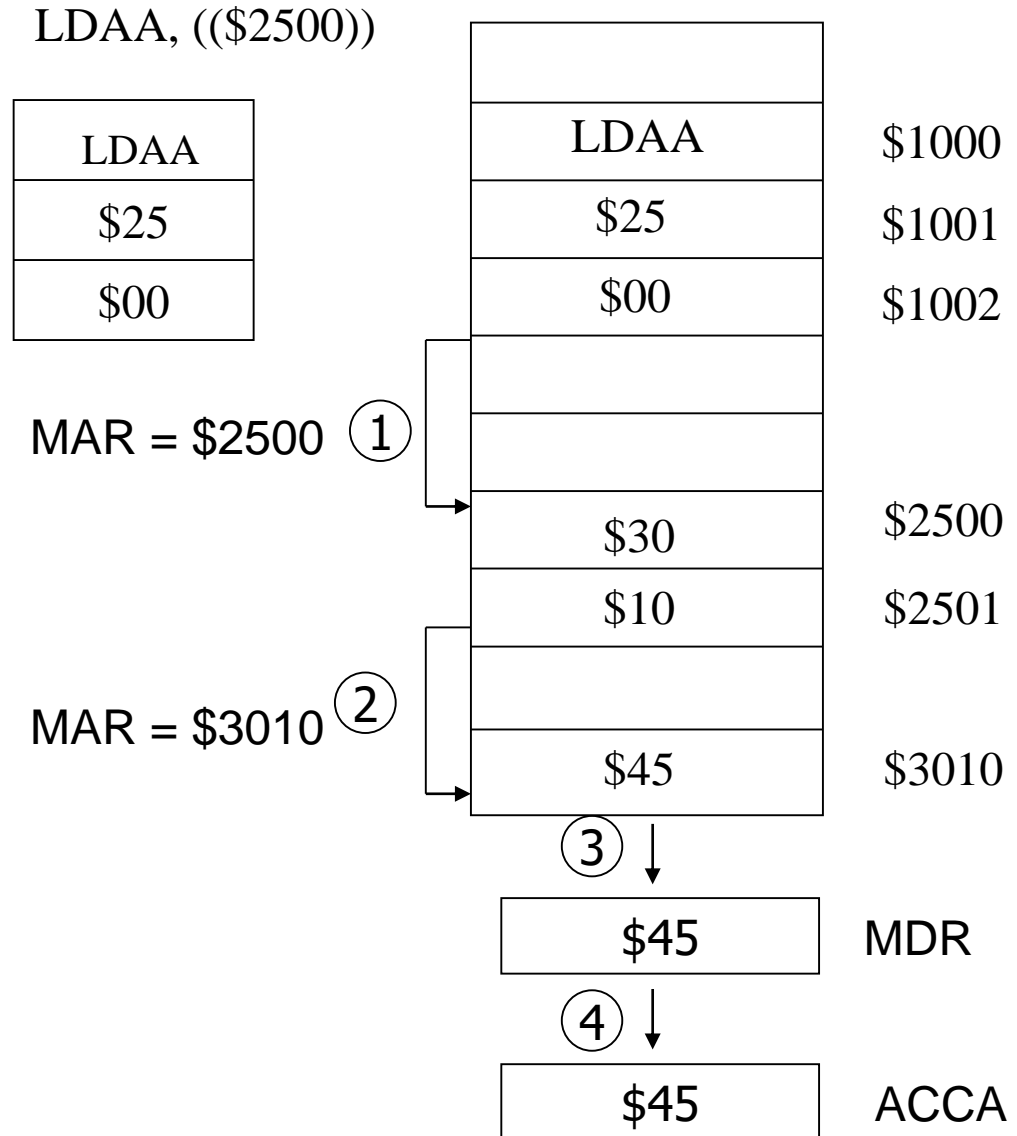 LDAA, (($2500))
LDAA
$25
$00
LDAA $1000
$25 $1001
$00 $1002
MAR = $2500 1
$30 $2500
$10 $2501
MAR = $3010 2
$45 $3010
3
$45 MDR
4
$45 ACCA